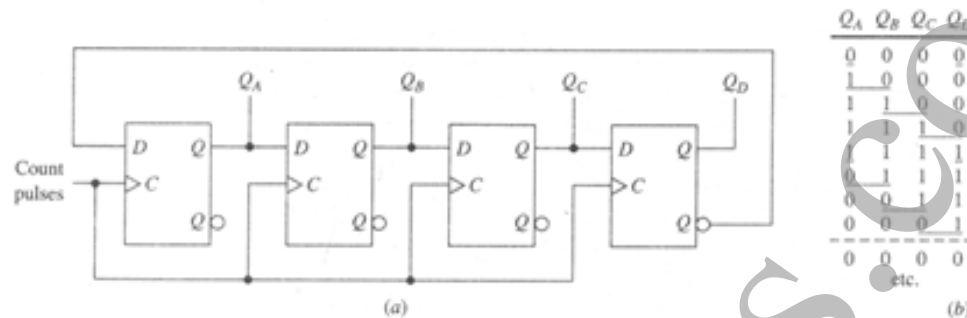 Q_A Q_B Q_C Q_D
0 0 0 0
1 0 0 0
1 1 0 0
1 1 1 0
1 1 1 1
0 1 1 1
0 0 1 1
0 0 0 1
0 0 0 0
etc.
(b)
Q_A Q_B Q_C Q_D
D Q D Q D Q D Q
Count
pulses
C C C C
Q Q Q Q
(a)